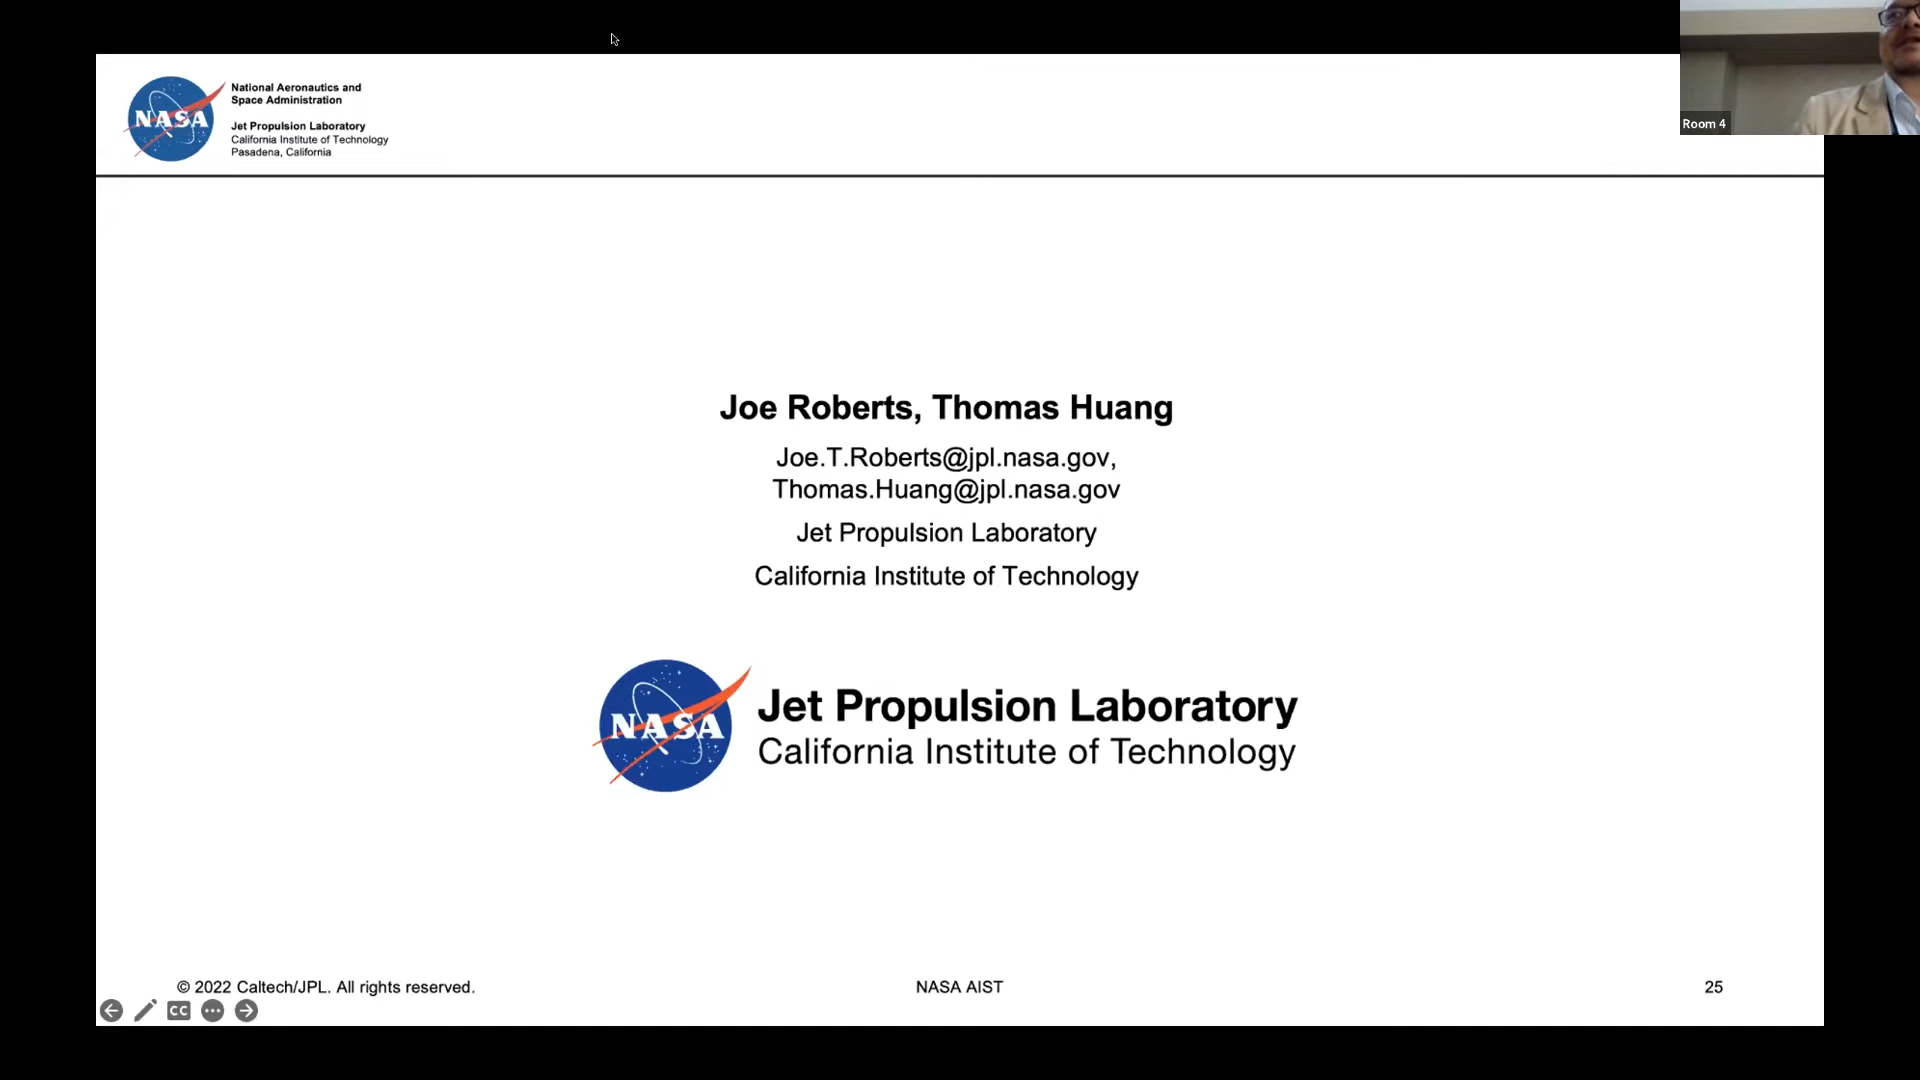 NASA
National Aeronautics and
Space Administration
Jet Propulsion Laboratory
California Institute of Technology
Pasadena, California
Room 4
Joe Roberts, Thomas Huang
Joe.T.Roberts@jpl.nasa.gov,
Thomas.Huang@jpl.nasa.gov
Jet Propulsion Laboratory
California Institute of Technology
NASA
Jet Propulsion Laboratory
California Institute of Technology
© 2022 Caltech/JPL. All rights reserved.
NASA AIST
25
CC